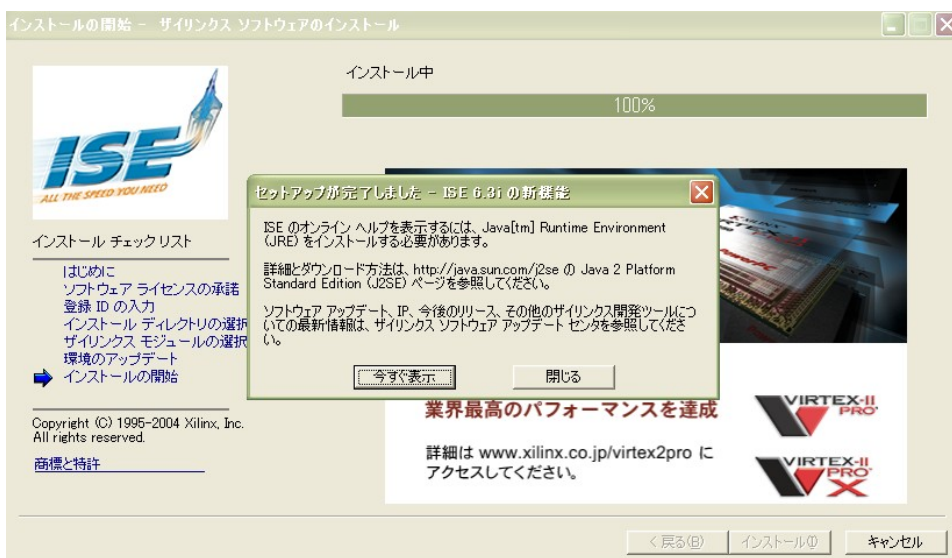 インストールの開始 - ザイリンクス ソフトウェアのインストール
インストール中
100%
ISE
ALL THE SPEED YOU NEED
セットアップが完了しました - ISE 6.3i の新機能
ISE のオンライン ヘルプを表示するには、Java[tm] Runtime Environment
(JRE) をインストールする必要があります。
詳細とダウンロード方法は、http://java.sun.com/j2se の Java 2 Platform
Standard Edition (J2SE) ページを参照してください。
ソフトウェア アップデート、IP、今後のリリース、その他のザイリンクス開発ツールにつ
いての最新情報は、ザイリンクス ソフトウェア アップデート センタを参照してくださ
い。
今すぐ表示
閉じる
インストール チェックリスト
はじめに
ソフトウェア ライセンスの承諾
登録 ID の入力
インストール ディレクトリの選択
ザイリンクス モジュールの選択
環境のアップデート
インストールの開始
Copyright (C) 1995-2004 Xilinx, Inc.
All rights reserved.
商標と特許
PowerPC
業界最高のパフォーマンスを達成
詳細は www.xilinx.co.jp/virtex2pro に
アクセスしてください。
VIRTEX-II
PRO
VIRTEX-II
PRO
X
< 戻る(B)
インストール(I)
キャンセル